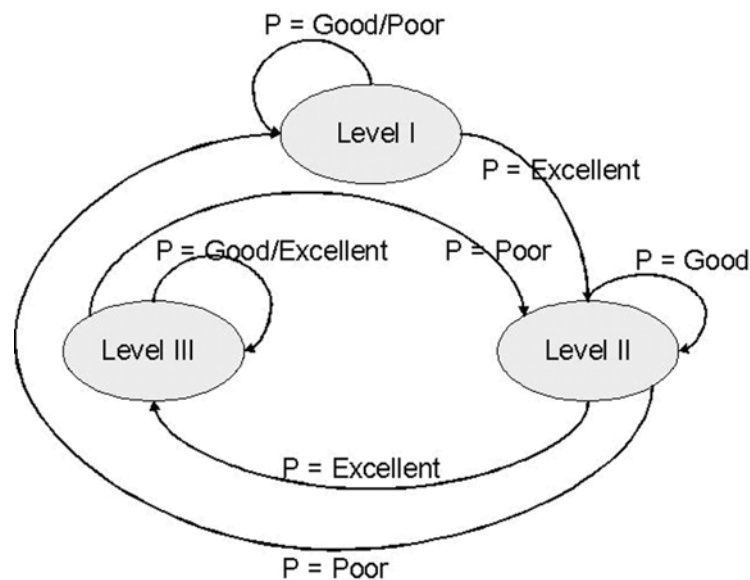 P = Good/Poor
Level I
P = Excellent
P = Good/Excellent
P = Poor
P = Good
Level III
Level II
P = Excellent
P = Poor